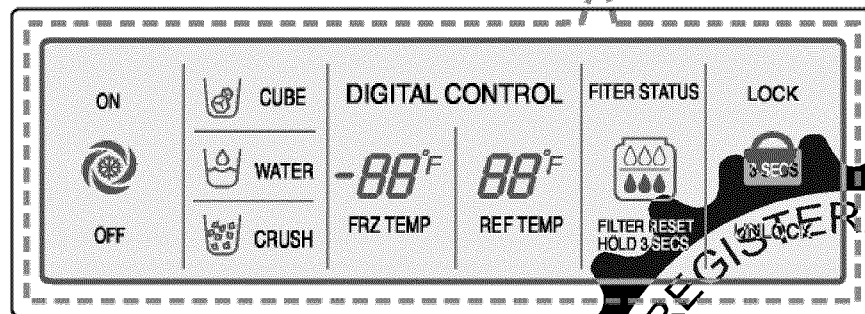 ON
OFF
CUBE
WATER
CRUSH
DIGITAL CONTROL
-88°F
FRZ TEMP
88°F
REF TEMP
FITER STATUS
FILTER RESET
HOLD 3 SECS
LOCK
3 SECS
UNLOCK
REGISTER